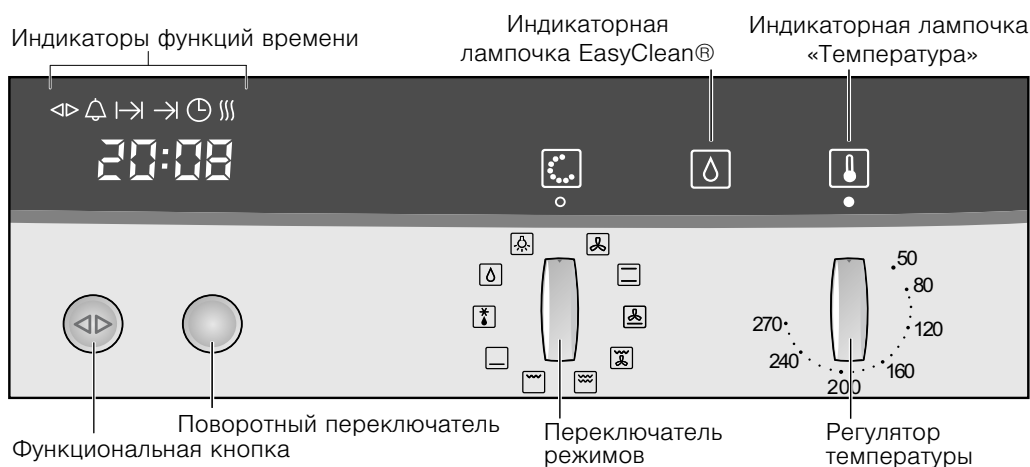 Индикаторы функций времени
Индикаторная
лампочка EasyClean®
Индикаторная лампочка
«Температура»
20:08
50
80
120
160
200
240
270
Функциональная кнопка
Поворотный переключатель
Переключатель
режимов
Регулятор
температуры